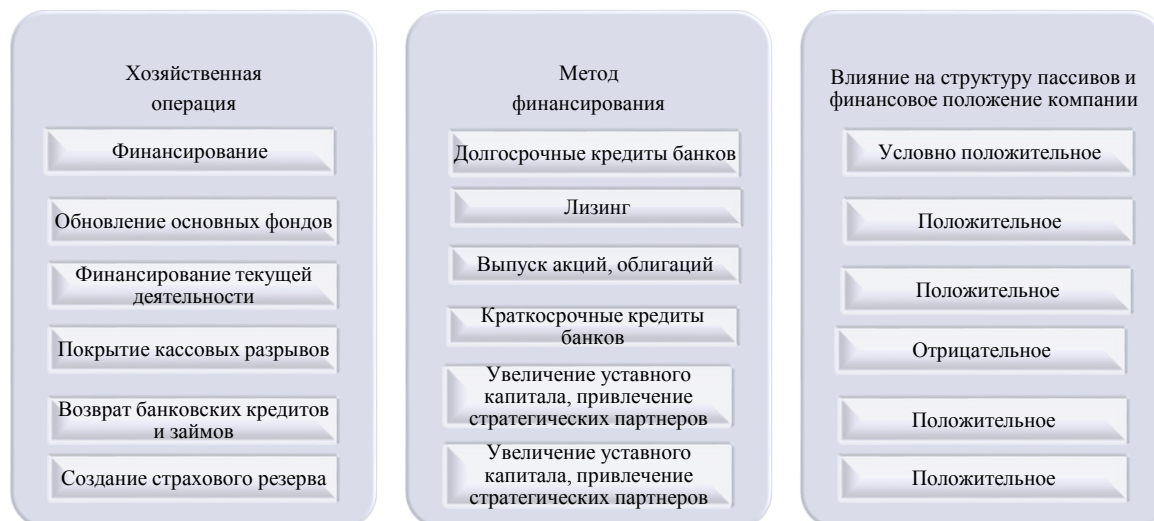 Хозяйственная
операция
Финансирование
Обновление основных фондов
Финансирование текущей
деятельности
Покрытие кассовых разрывов
Возврат банковских кредитов
и займов
Создание страхового резерва
Метод
финансирования
Долгосрочные кредиты банков
Лизинг
Выпуск акций, облигаций
Краткосрочные кредиты
банков
Увеличение уставного
капитала, привлечение
стратегических партнеров
Увеличение уставного
капитала, привлечение
стратегических партнеров
Влияние на структуру пассивов и
финансовое положение компании
Условно положительное
Положительное
Положительное
Отрицательное
Положительное
Положительное